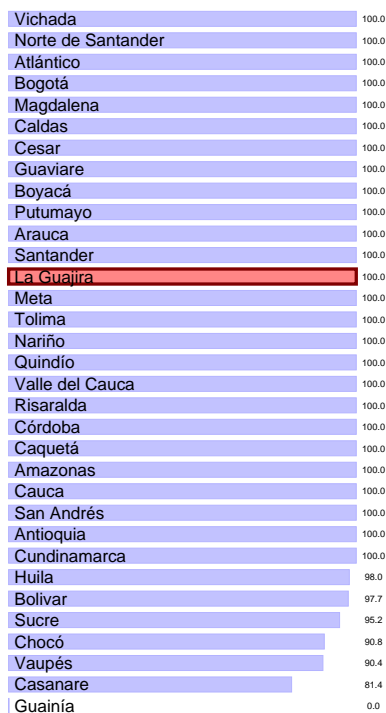 Vichada 100.0
Norte de Santander 100.0
Atlántico 100.0
Bogotá 100.0
Magdalena 100.0
Caldas 100.0
Cesar 100.0
Guaviare 100.0
Boyacá 100.0
Putumayo 100.0
Arauca 100.0
Santander 100.0
La Guajira 100.0
Meta 100.0
Tolima 100.0
Nariño 100.0
Quindío 100.0
Valle del Cauca 100.0
Risaralda 100.0
Córdoba 100.0
Caquetá 100.0
Amazonas 100.0
Cauca 100.0
San Andrés 100.0
Antioquia 100.0
Cundinamarca 100.0
Huila 98.0
Bolivar 97.7
Sucre 95.2
Chocó 90.8
Vaupés 90.4
Casanare 81.4
Guainía 0.0